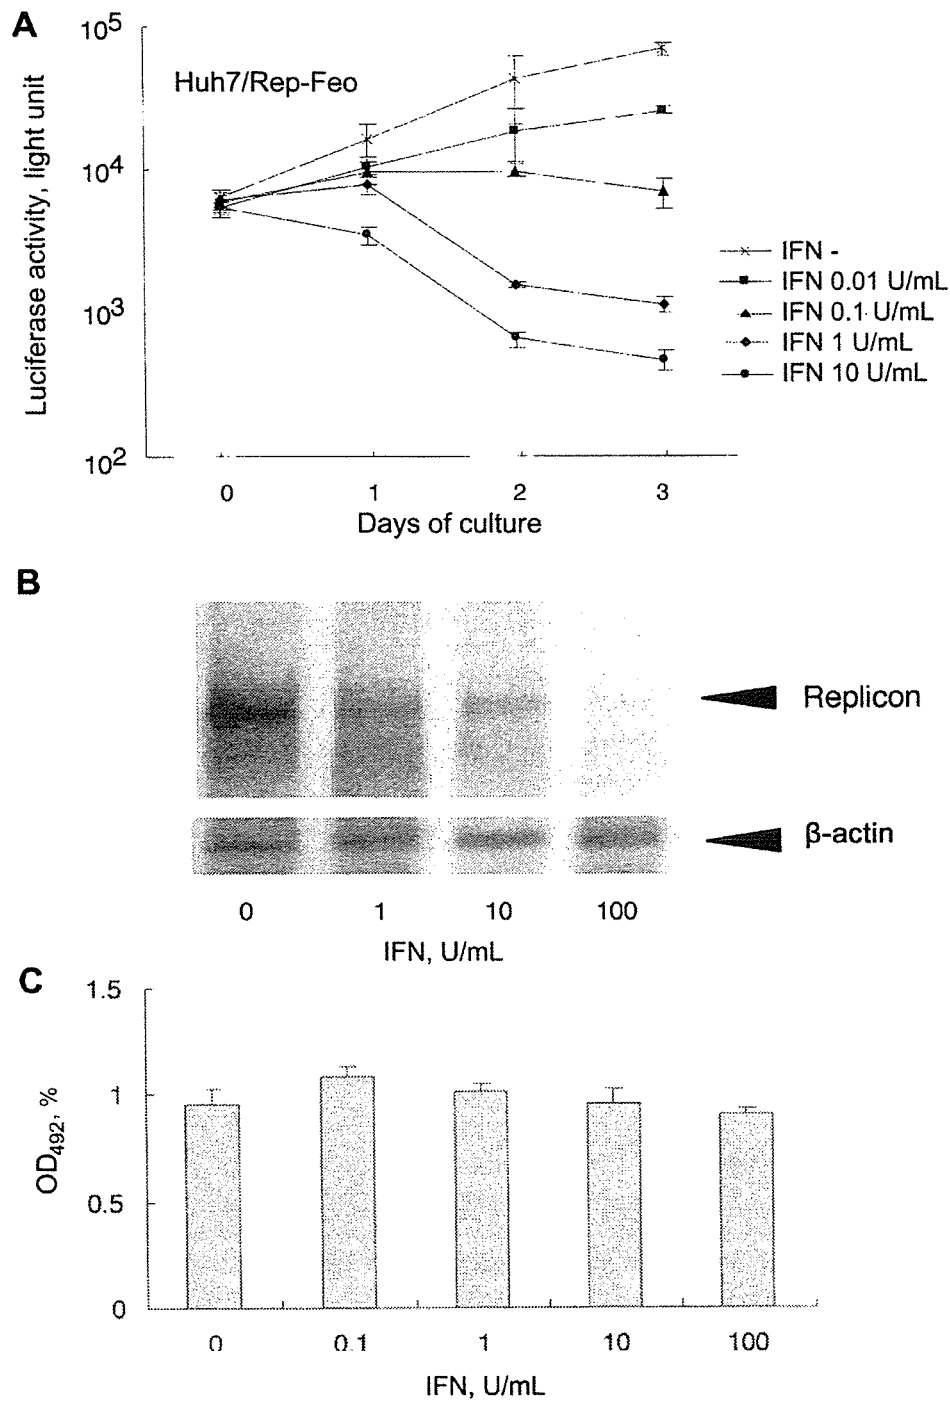 A
10⁵
Huh7/Rep-Feo
Luciferase activity, light unit
10⁴
10³
10²
IFN -
IFN 0.01 U/mL
IFN 0.1 U/mL
IFN 1 U/mL
IFN 10 U/mL
0 1 2 3
Days of culture
B
Replicon
β-actin
0 1 10 100
IFN, U/mL
C
1.5
1
OD₄₉₂, %
0.5
0
0 0.1 1 10 100
IFN, U/mL